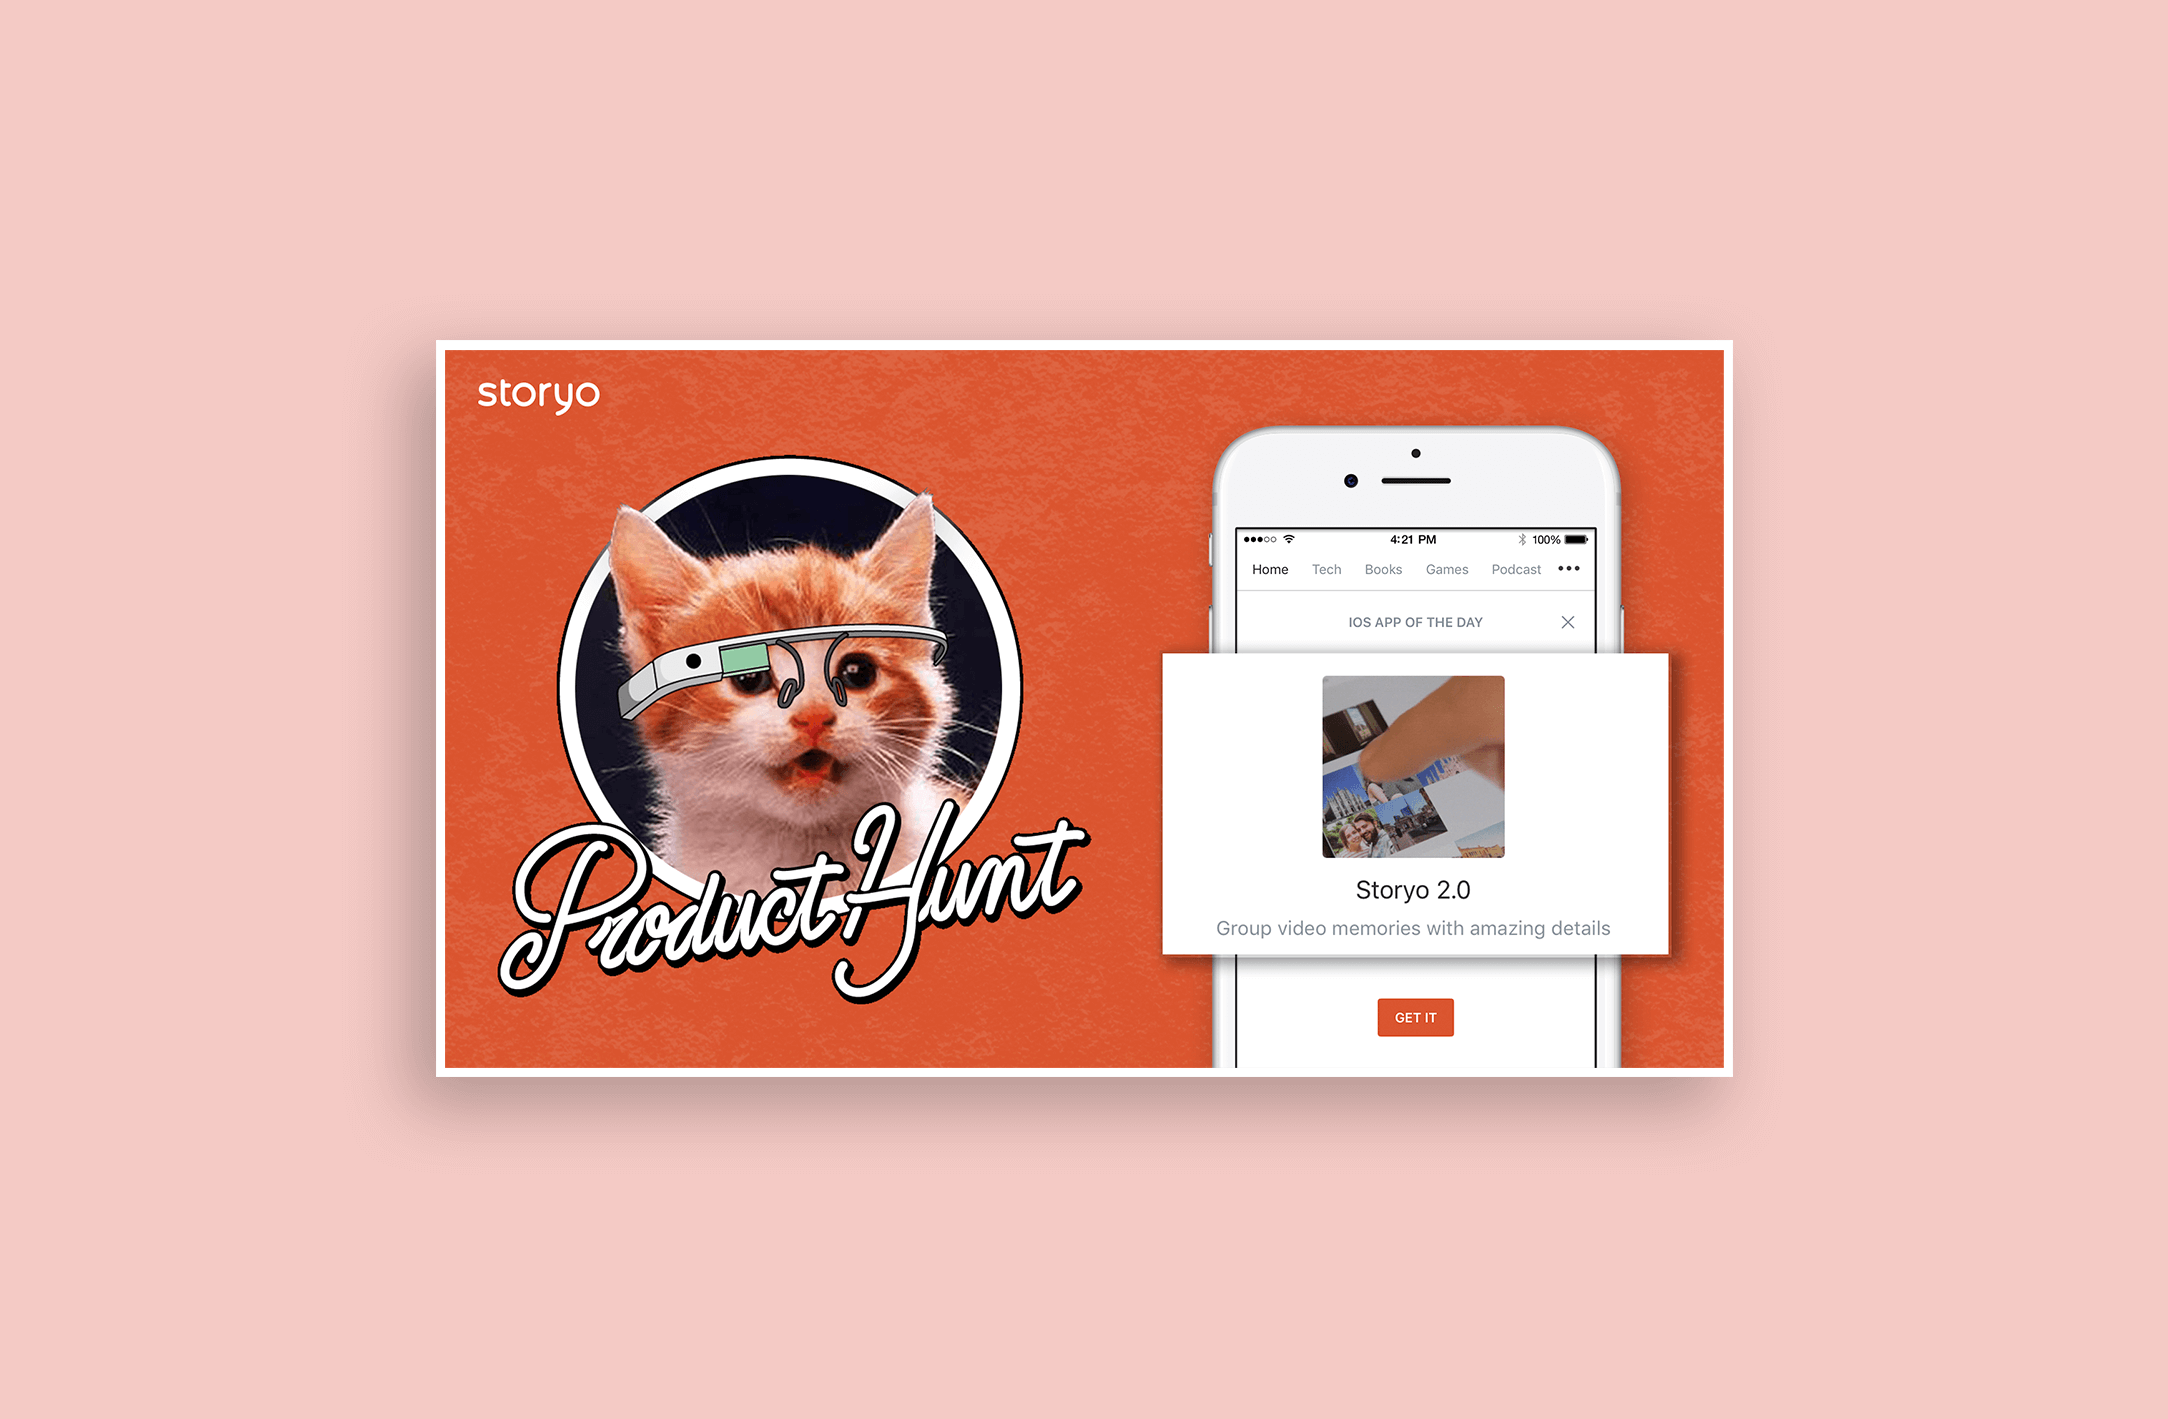 storyo
Product Hunt
4:21 PM
100%
Home Tech Books Games Podcast
IOS APP OF THE DAY
Storyo 2.0
Group video memories with amazing details
GET IT